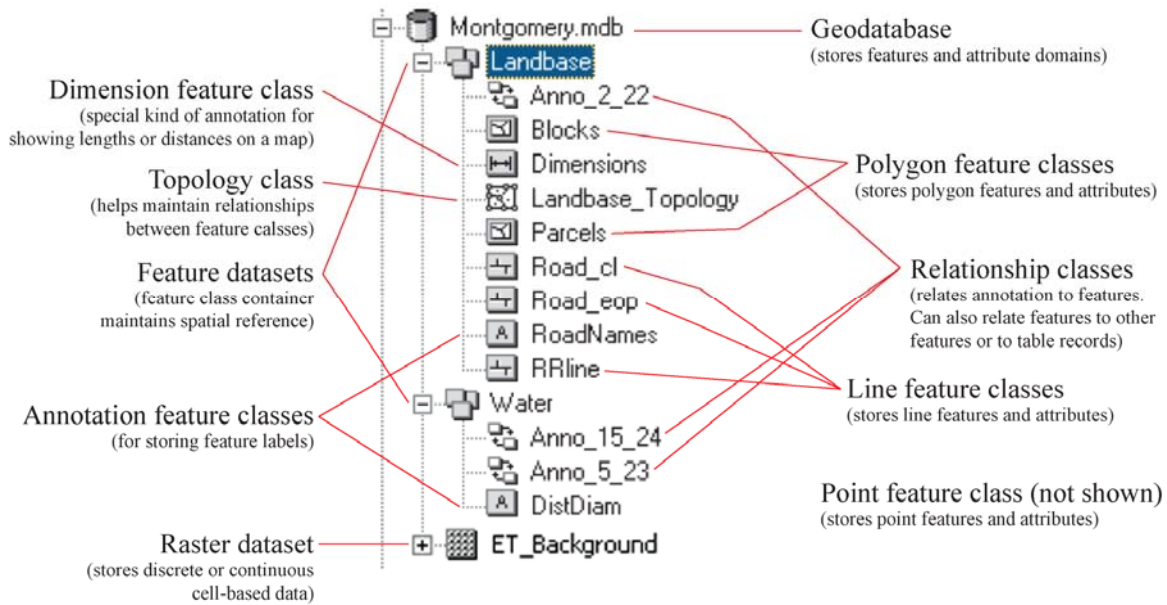 Montgomery.mdb
Landbase
Anno_2_22
Blocks
Dimensions
Landbase_Topology
Parcels
Road_cl
Road_eop
RoadNames
RRline
Water
Anno_15_24
Anno_5_23
DistDiam
ET_Background
Dimension feature class
(special kind of annotation for
showing lengths or distances on a map)
Topology class
(helps maintain relationships
between feature calsses)
Feature datasets
(feature class container
maintains spatial reference)
Annotation feature classes
(for storing feature labels)
Raster dataset
(stores discrete or continuous
cell-based data)
Geodatabase
(stores features and attribute domains)
Polygon feature classes
(stores polygon features and attributes)
Relationship classes
(relates annotation to features.
Can also relate features to other
features or to table records)
Line feature classes
(stores line features and attributes)
Point feature class (not shown)
(stores point features and attributes)